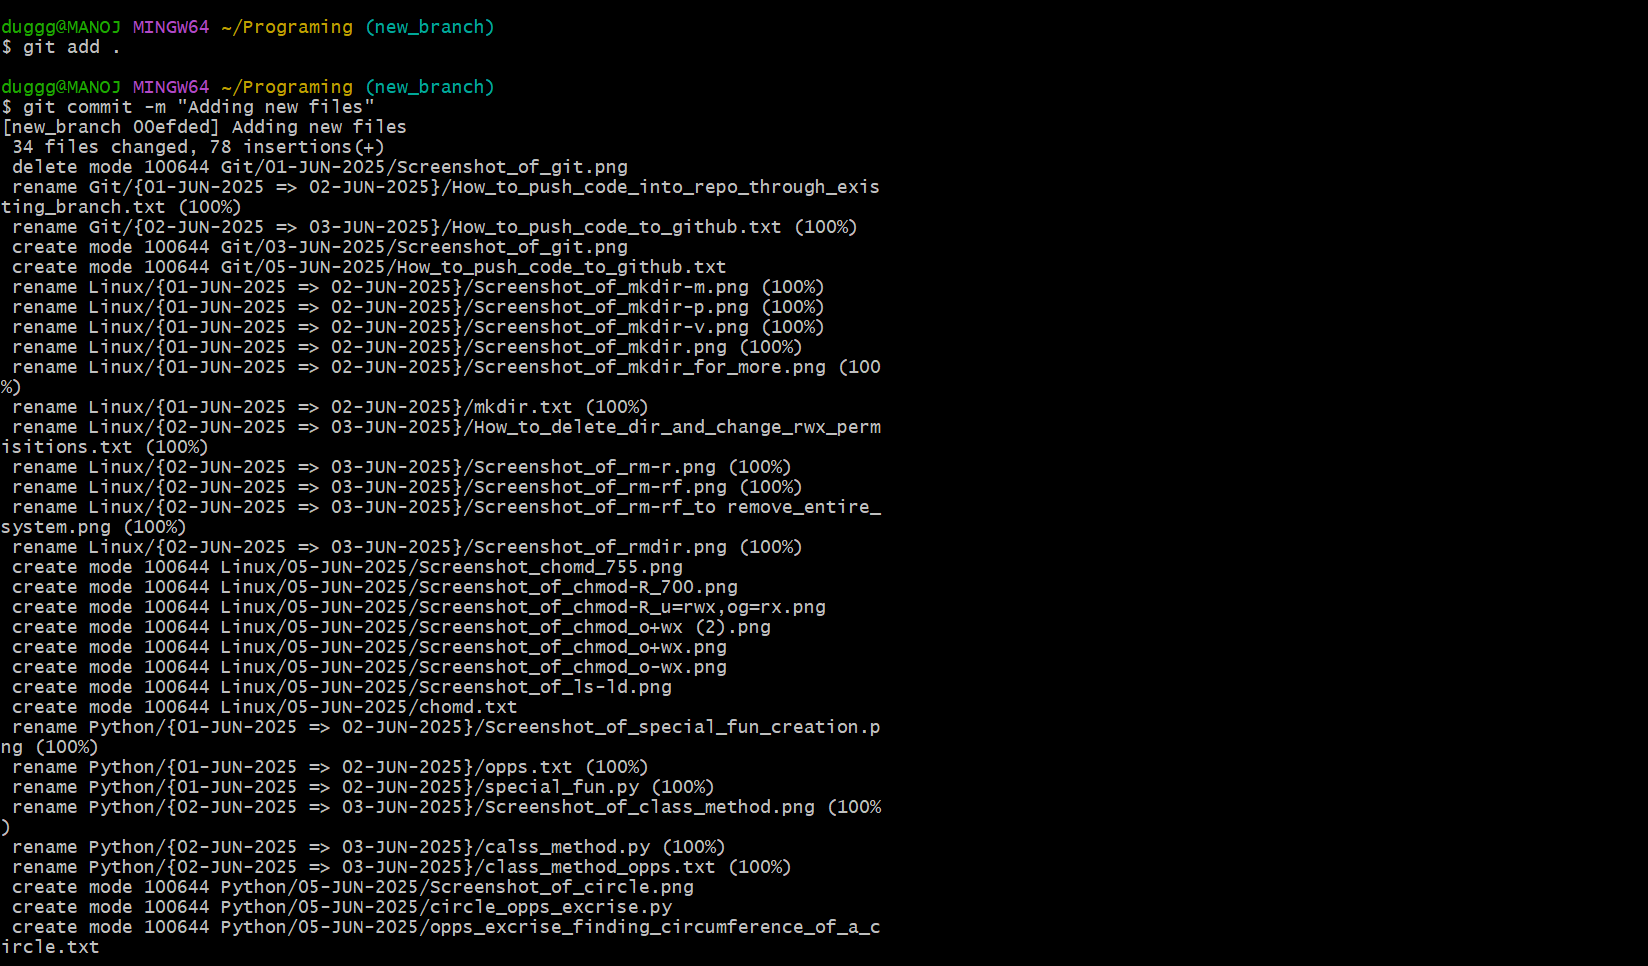 duggg@MANOJ MINGW64 ~/Programing (new_branch)
$ git add .
duggg@MANOJ MINGW64 ~/Programing (new_branch)
$ git commit -m "Adding new files"
[new_branch 00efded] Adding new files
 34 files changed, 78 insertions(+)
 delete mode 100644 Git/01-JUN-2025/Screenshot_of_git.png
 rename Git/{01-JUN-2025 => 02-JUN-2025}/How_to_push_code_into_repo_through_exis
ting_branch.txt (100%)
 rename Git/{02-JUN-2025 => 03-JUN-2025}/How_to_push_code_to_github.txt (100%)
 create mode 100644 Git/03-JUN-2025/Screenshot_of_git.png
 create mode 100644 Git/05-JUN-2025/How_to_push_code_to_github.txt
 rename Linux/{01-JUN-2025 => 02-JUN-2025}/Screenshot_of_mkdir-m.png (100%)
 rename Linux/{01-JUN-2025 => 02-JUN-2025}/Screenshot_of_mkdir-p.png (100%)
 rename Linux/{01-JUN-2025 => 02-JUN-2025}/Screenshot_of_mkdir-v.png (100%)
 rename Linux/{01-JUN-2025 => 02-JUN-2025}/Screenshot_of_mkdir.png (100%)
 rename Linux/{01-JUN-2025 => 02-JUN-2025}/Screenshot_of_mkdir_for_more.png (100
%)
 rename Linux/{01-JUN-2025 => 02-JUN-2025}/mkdir.txt (100%)
 rename Linux/{02-JUN-2025 => 03-JUN-2025}/How_to_delete_dir_and_change_rwx_perm
isitions.txt (100%)
 rename Linux/{02-JUN-2025 => 03-JUN-2025}/Screenshot_of_rm-r.png (100%)
 rename Linux/{02-JUN-2025 => 03-JUN-2025}/Screenshot_of_rm-rf.png (100%)
 rename Linux/{02-JUN-2025 => 03-JUN-2025}/Screenshot_of_rm-rf_to remove_entire_
system.png (100%)
 rename Linux/{02-JUN-2025 => 03-JUN-2025}/Screenshot_of_rmdir.png (100%)
 create mode 100644 Linux/05-JUN-2025/Screenshot_chomd_755.png
 create mode 100644 Linux/05-JUN-2025/Screenshot_of_chmod-R_700.png
 create mode 100644 Linux/05-JUN-2025/Screenshot_of_chmod-R_u=rwx,og=rx.png
 create mode 100644 Linux/05-JUN-2025/Screenshot_of_chmod_o+wx (2).png
 create mode 100644 Linux/05-JUN-2025/Screenshot_of_chmod_o+wx.png
 create mode 100644 Linux/05-JUN-2025/Screenshot_of_chmod_o-wx.png
 create mode 100644 Linux/05-JUN-2025/Screenshot_of_ls-ld.png
 create mode 100644 Linux/05-JUN-2025/chomd.txt
 rename Python/{01-JUN-2025 => 02-JUN-2025}/Screenshot_of_special_fun_creation.p
ng (100%)
 rename Python/{01-JUN-2025 => 02-JUN-2025}/opps.txt (100%)
 rename Python/{01-JUN-2025 => 02-JUN-2025}/special_fun.py (100%)
 rename Python/{02-JUN-2025 => 03-JUN-2025}/Screenshot_of_class_method.png (100%
)
 rename Python/{02-JUN-2025 => 03-JUN-2025}/calss_method.py (100%)
 rename Python/{02-JUN-2025 => 03-JUN-2025}/class_method_opps.txt (100%)
 create mode 100644 Python/05-JUN-2025/Screenshot_of_circle.png
 create mode 100644 Python/05-JUN-2025/circle_opps_excrise.py
 create mode 100644 Python/05-JUN-2025/opps_excrise_finding_circumference_of_a_c
ircle.txt